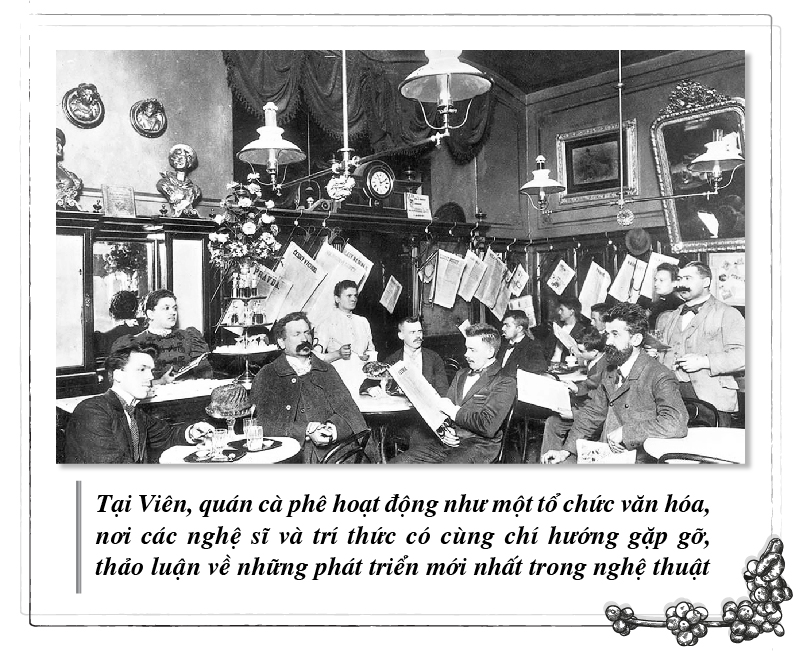 Tại Viên, quán cà phê hoạt động như một tổ chức văn hóa,
nơi các nghệ sĩ và trí thức có cùng chí hướng gặp gỡ,
thảo luận về những phát triển mới nhất trong nghệ thuật